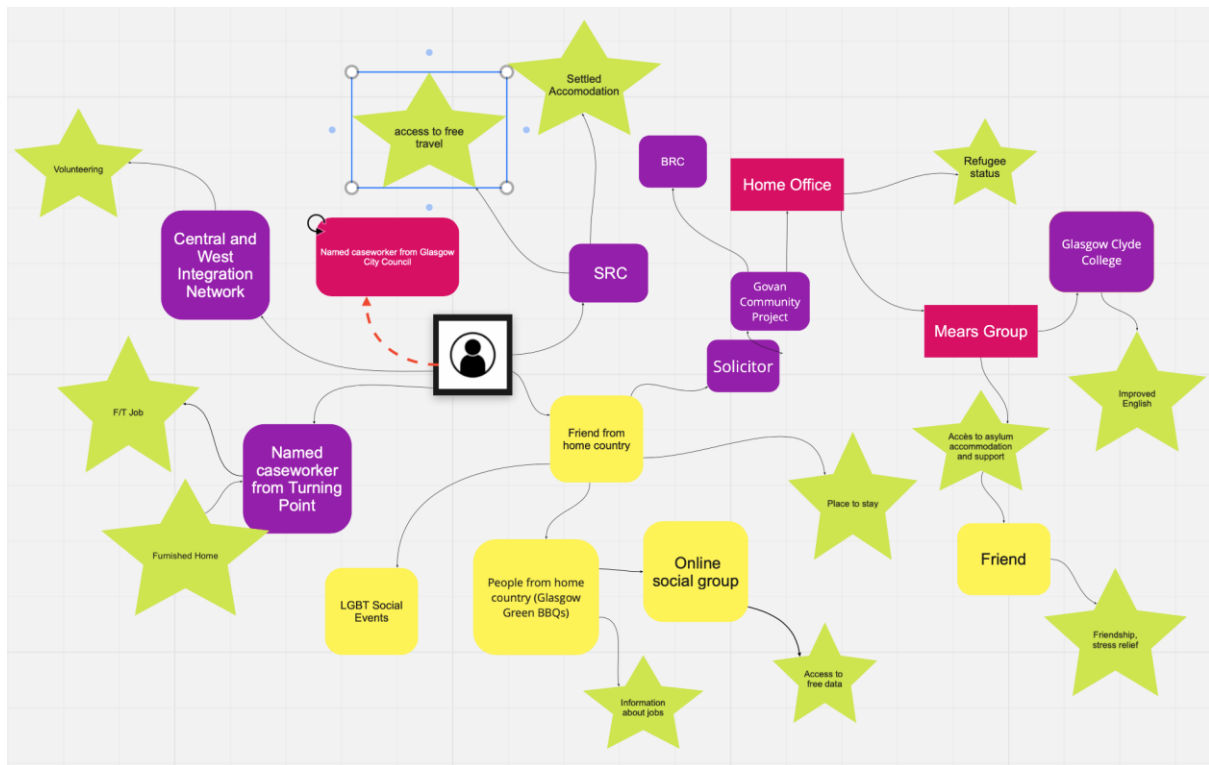 Settled
Accomodation
access to free
travel
Volunteering
BRC
Home Office
Refugee
status
Central and
West
Integration
Network
Named caseworker from Glasgow
City Council
SRC
Glasgow Clyde
College
Govan
Community
Project
Mears Group
Solicitor
F/T Job
Improved
English
Friend from
home country
Accès to asylum
accommodation
and support
Named
caseworker
from Turning
Point
Place to stay
Furnished Home
Online
social group
Friend
People from home
country (Glasgow
Green BBQs)
LGBT Social
Events
Friendship,
stress relief
Access to
free data
Information
about jobs